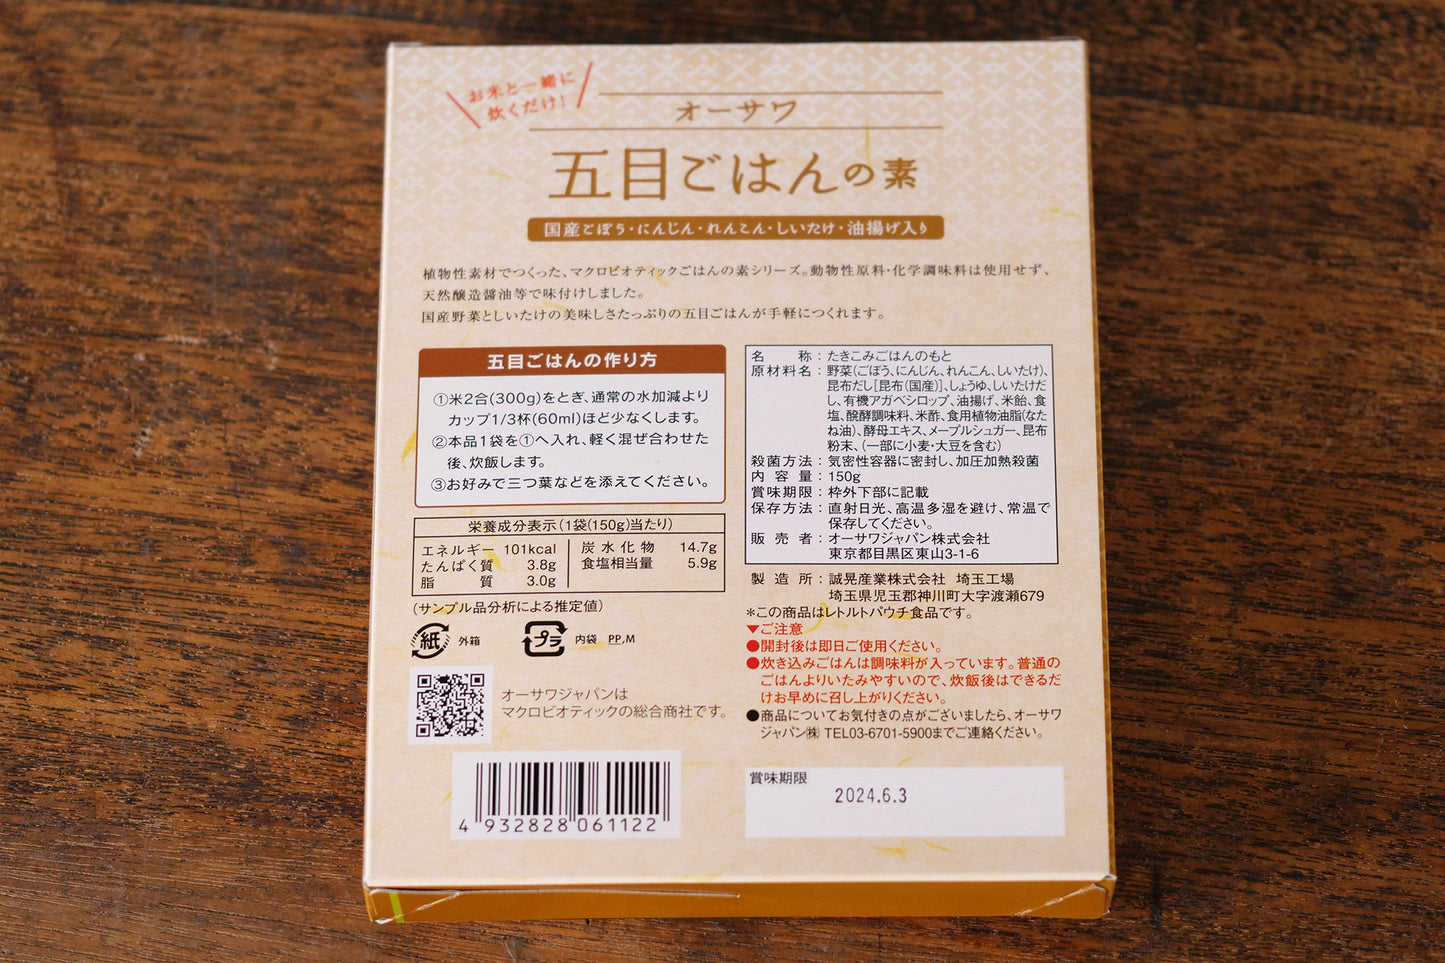 お米と一緒に
炊くだけ!
オーサワ
五目ごはんの素
国産ごぼう・にんじん・れんこん・しいたけ・油揚げ入り
植物性素材でつくった、マクロビオティックごはんの素シリーズ。動物性原料・化学調味料は使用せず、
天然醸造醤油等で味付けしました。
国産野菜としいたけの美味しさたっぷりの五目ごはんが手軽につくれます。
五目ごはんの作り方
①米2合(300g)をとぎ、通常の水加減より
カップ1/3杯(60ml)ほど少なくします。
②本品1袋を①へ入れ、軽く混ぜ合わせた
後、炊飯します。
③お好みで三つ葉などを添えてください。
栄養成分表示(1袋(150g)当たり)
エネルギー 101kcal 炭水化物 14.7g
たんぱく質 3.8g 食塩相当量 5.9g
脂質 3.0g
(サンプル品分析による推定値)
紙 外箱 プラ 内袋 PP,M
オーサワジャパンは
マクロビオティックの総合商社です。
4 932828 061122
名称:たきこみごはんのもと
原材料名:野菜(ごぼう、にんじん、れんこん、しいたけ)、
昆布だし[昆布(国産)]、しょうゆ、しいたけだ
し、有機アガベシロップ、油揚げ、米飴、食
塩、醗酵調味料、米酢、食用植物油脂(なた
ね油)、酵母エキス、メープルシュガー、昆布
粉末、(一部に小麦・大豆を含む)
殺菌方法:気密性容器に密封し、加圧加熱殺菌
内容量:150g
賞味期限:枠外下部に記載
保存方法:直射日光、高温多湿を避け、常温で
保存してください。
販売者:オーサワジャパン株式会社
東京都目黒区東山3-1-6
製造所:誠晃産業株式会社 埼玉工場
埼玉県児玉郡神川町大字渡瀬679
*この商品はレトルトパウチ食品です。
▼ご注意
●開封後は即日ご使用ください。
●炊き込みごはんは調味料が入っています。普通の
ごはんよりいたみやすいので、炊飯後はできるだ
けお早めに召し上がりください。
●商品についてお気付きの点がございましたら、オーサワ
ジャパン㈱ TEL03-6701-5900までご連絡ください。
賞味期限
2024.6.3